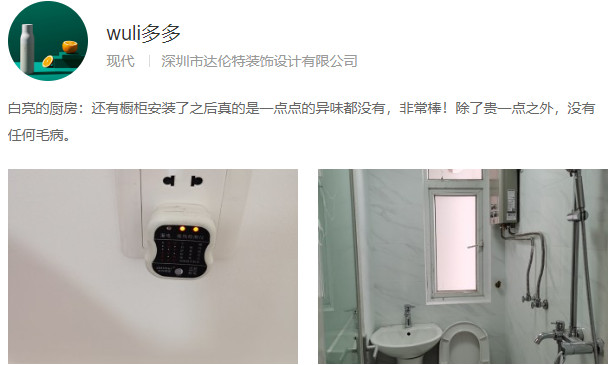 wuli多多
现代 深圳市达伦特装饰设计有限公司
白亮的厨房：还有橱柜安装了之后真的是一点点的异味都没有，非常棒！除了贵一点之外，没有
任何毛病。